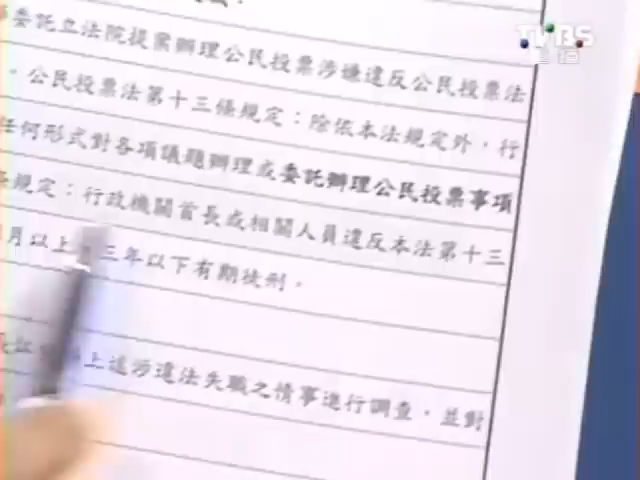 TVBS
委託立法院提案辦理公民投票涉嫌違反公民投票法
。公民投票法第十三條規定：除依本法規定外，行
任何形式對各項議題辦理或委託辦理公民投票事項
條規定：行政機關首長或相關人員違反本法第十三
月以上 三年以下有期徒刑。
上述涉違法失職之情事進行調查，並對